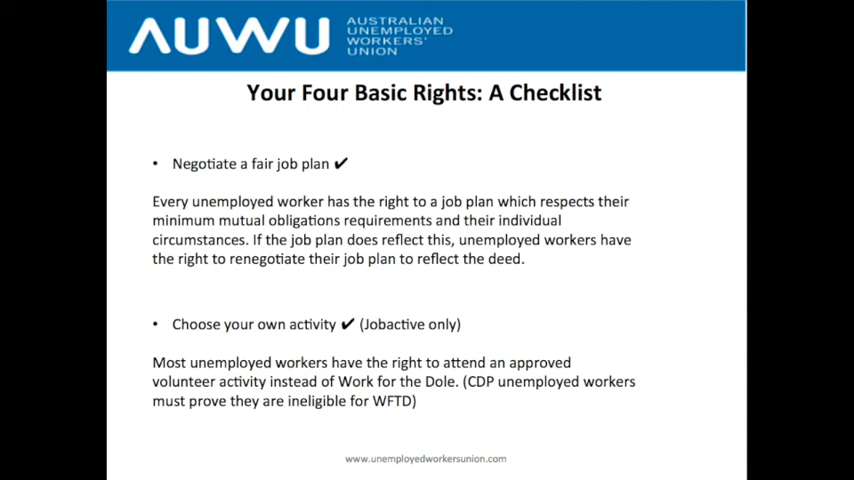 AUWU
AUSTRALIAN
UNEMPLOYED
WORKERS'
UNION
Your Four Basic Rights: A Checklist
• Negotiate a fair job plan ✔
Every unemployed worker has the right to a job plan which respects their
minimum mutual obligations requirements and their individual
circumstances. If the job plan does reflect this, unemployed workers have
the right to renegotiate their job plan to reflect the deed.
• Choose your own activity ✔ (Jobactive only)
Most unemployed workers have the right to attend an approved
volunteer activity instead of Work for the Dole. (CDP unemployed workers
must prove they are ineligible for WFTD)
www.unemployedworkersunion.com